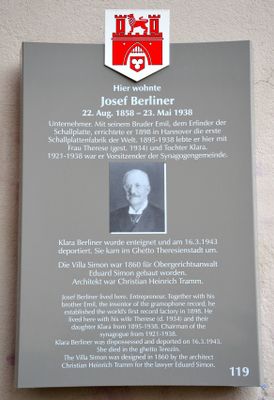 Hier wohnte
Josef Berliner
22. Aug. 1858 – 23. Mai 1938
Unternehmer. Mit seinem Bruder Emil, dem Erfinder der
Schallplatte, errichtete er 1898 in Hannover die erste
Schallplattenfabrik der Welt. 1895-1938 lebte er hier mit
Frau Therese (gest. 1934) und Tochter Klara.
1921-1938 war er Vorsitzender der Synagogengemeinde.
Klara Berliner wurde enteignet und am 16.3.1943
deportiert. Sie kam im Ghetto Theresienstadt um.
Die Villa Simon war 1860 für Obergerichtsanwalt
Eduard Simon gebaut worden.
Architekt war Christian Heinrich Tramm.
Josef Berliner lived here. Entrepreneur. Together with his
brother Emil, the inventor of the gramophone record, he
established the world's first record factory in 1898. He
lived here with his wife Therese (d. 1934) and their
daughter Klara from 1895-1938. Chairman of the
synagogue from 1921-1938.
Klara Berliner was dispossessed and deported on 16.3.1943.
She died in the ghetto Terezin.
The Villa Simon was designed in 1860 by the architect
Christian Heinrich Tramm for the lawyer Eduard Simon.
119